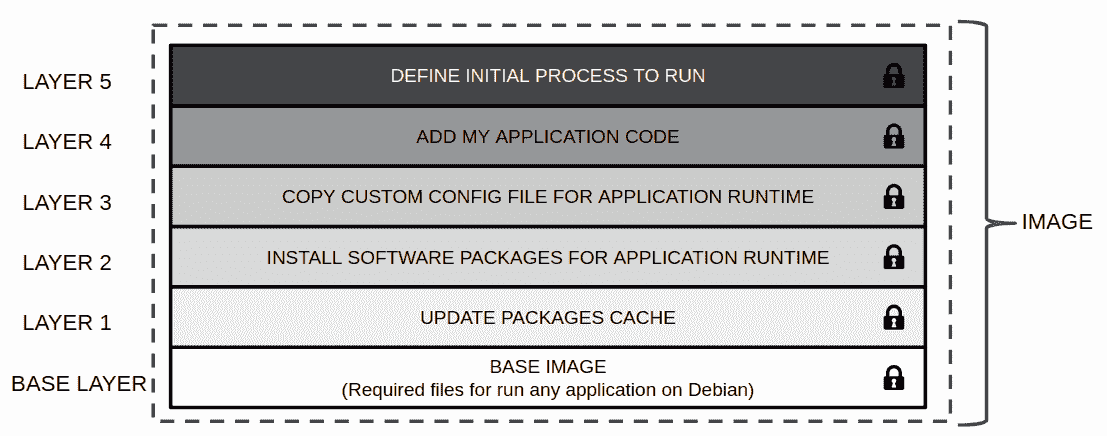 LAYER 5 DEFINE INITIAL PROCESS TO RUN
LAYER 4 ADD MY APPLICATION CODE
LAYER 3 COPY CUSTOM CONFIG FILE FOR APPLICATION RUNTIME
IMAGE
LAYER 2 INSTALL SOFTWARE PACKAGES FOR APPLICATION RUNTIME
LAYER 1 UPDATE PACKAGES CACHE
BASE LAYER BASE IMAGE
(Required files for run any application on Debian)